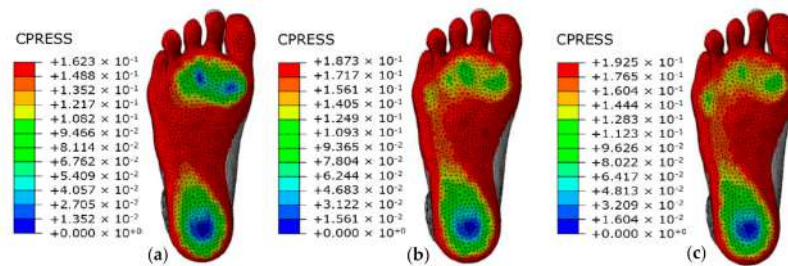 CPRESS
+1.623 × 10⁻¹
+1.488 × 10⁻¹
+1.352 × 10⁻¹
+1.217 × 10⁻¹
+1.082 × 10⁻¹
+9.466 × 10⁻²
+8.114 × 10⁻²
+6.762 × 10⁻²
+5.409 × 10⁻²
+4.057 × 10⁻²
+2.705 × 10⁻²
+1.352 × 10⁻²
+0.000 × 10⁺⁰
(a)
CPRESS
+1.873 × 10⁻¹
+1.717 × 10⁻¹
+1.561 × 10⁻¹
+1.405 × 10⁻¹
+1.249 × 10⁻¹
+1.093 × 10⁻¹
+9.365 × 10⁻²
+7.804 × 10⁻²
+6.244 × 10⁻²
+4.683 × 10⁻²
+3.122 × 10⁻²
+1.561 × 10⁻²
+0.000 × 10⁺⁰
(b)
CPRESS
+1.925 × 10⁻¹
+1.765 × 10⁻¹
+1.604 × 10⁻¹
+1.444 × 10⁻¹
+1.283 × 10⁻¹
+1.123 × 10⁻¹
+9.626 × 10⁻²
+8.022 × 10⁻²
+6.417 × 10⁻²
+4.813 × 10⁻²
+3.209 × 10⁻²
+1.604 × 10⁻²
+0.000 × 10⁺⁰
(c)